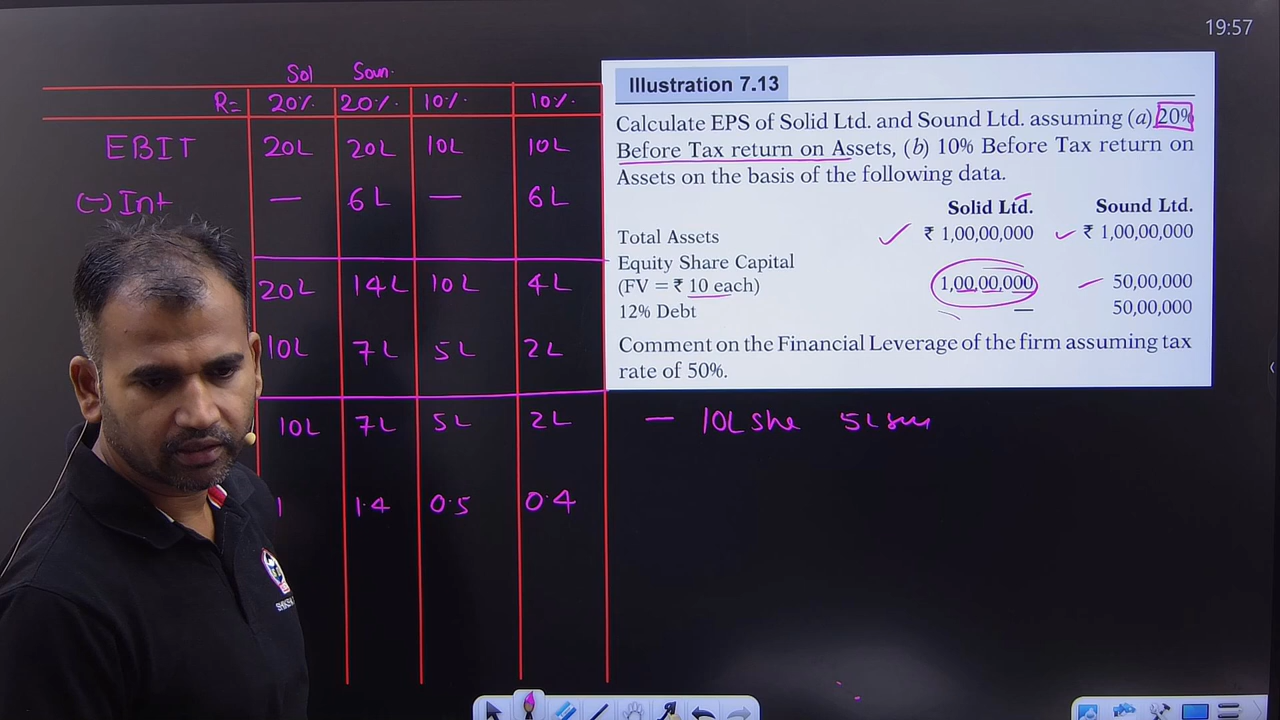 19:57
Sol Soun.
R= 20% 20% 10% 10%
EBIT 20L 20L 10L 10L
(-) Int — 6L — 6L
20L 14L 10L 4L
10L 7L 5L 2L
10L 7L 5L 2L
1 1.4 0.5 0.4
Illustration 7.13
Calculate EPS of Solid Ltd. and Sound Ltd. assuming (a) 20%
Before Tax return on Assets, (b) 10% Before Tax return on
Assets on the basis of the following data.
Solid Ltd. Sound Ltd.
Total Assets ₹ 1,00,00,000 ₹ 1,00,00,000
Equity Share Capital
(FV = ₹ 10 each) 1,00,00,000 50,00,000
12% Debt — 50,00,000
Comment on the Financial Leverage of the firm assuming tax
rate of 50%.
— 10L she 5L